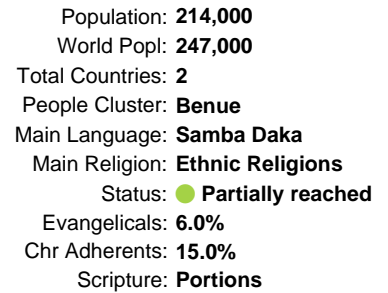 Population: 214,000
World Popl: 247,000
Total Countries: 2
People Cluster: Benue
Main Language: Samba Daka
Main Religion: Ethnic Religions
Status: Partially reached
Evangelicals: 6.0%
Chr Adherents: 15.0%
Scripture: Portions